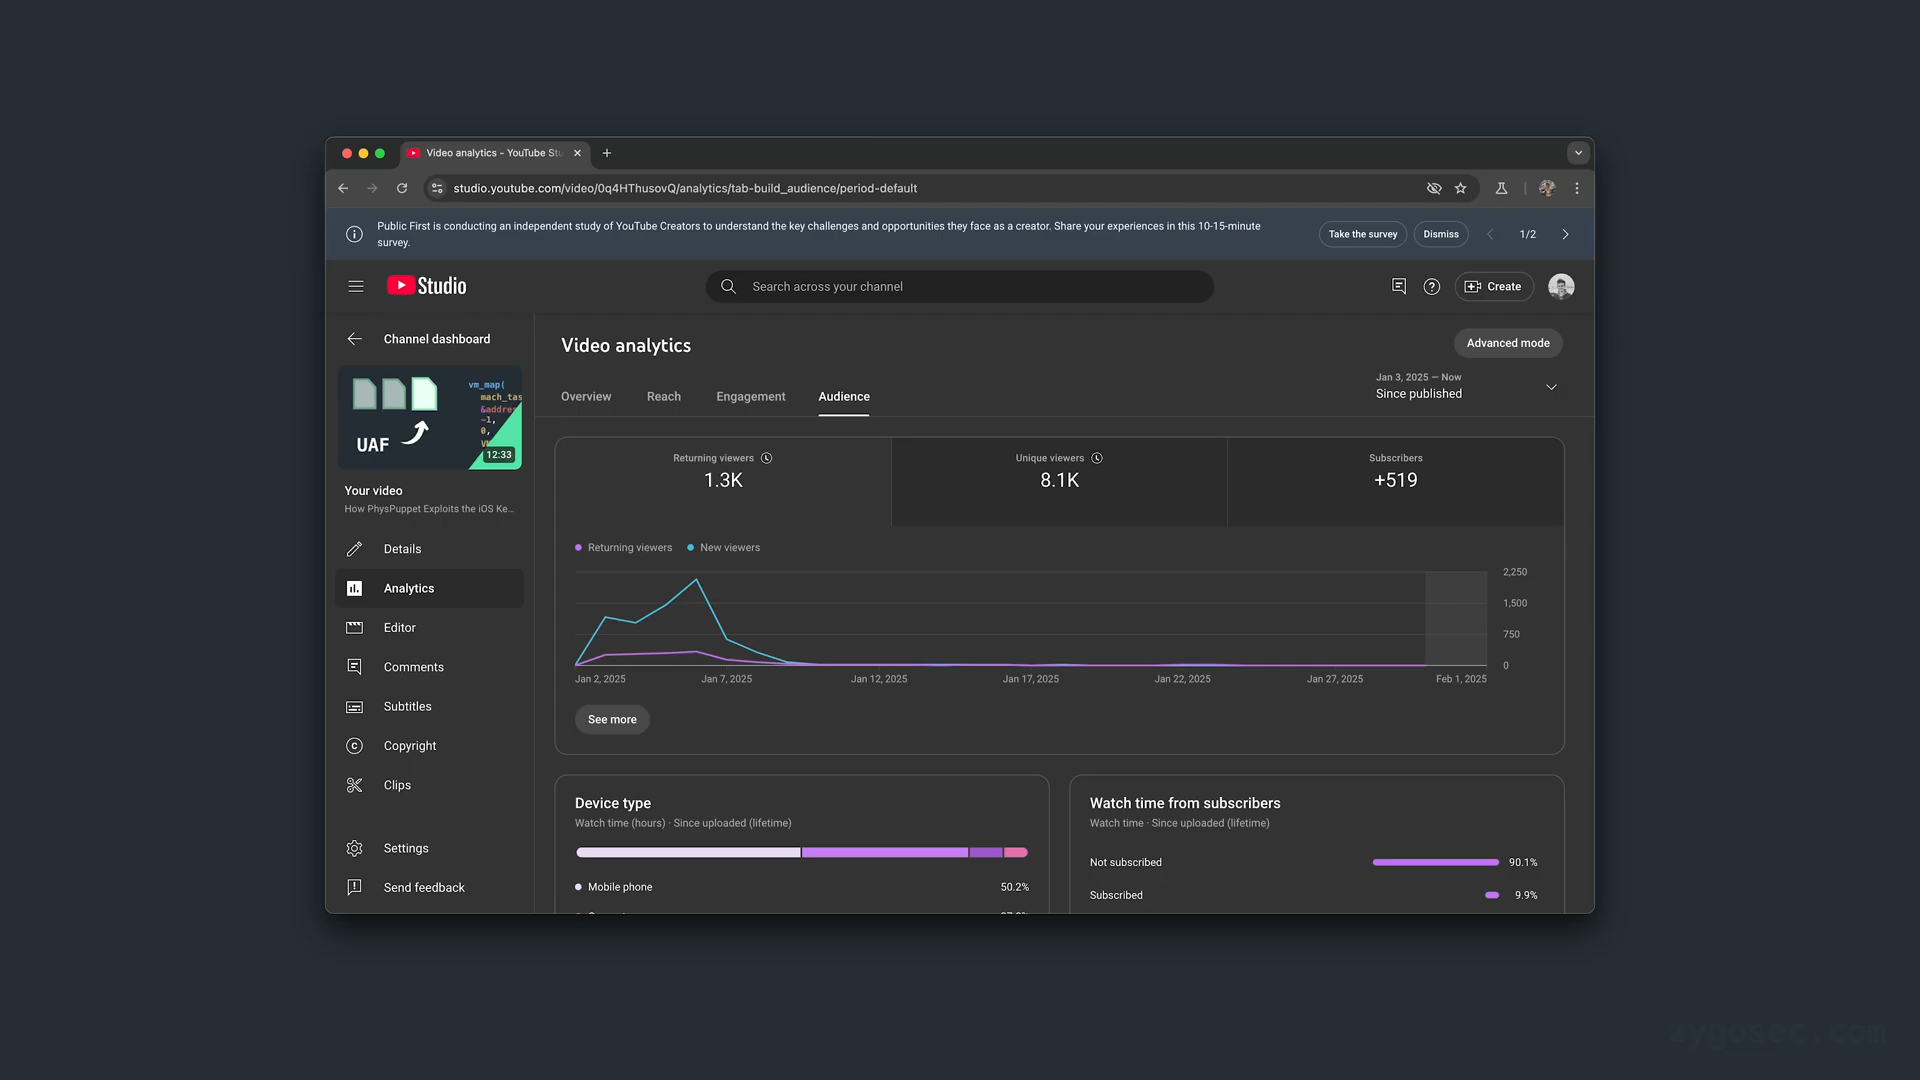 Video analytics - YouTube Stu
studio.youtube.com/video/0q4HThusovQ/analytics/tab-build_audience/period-default
Public First is conducting an independent study of YouTube Creators to understand the key challenges and opportunities they face as a creator. Share your experiences in this 10-15-minute
survey.
Take the survey
Dismiss
1/2
Studio
Search across your channel
Create
Channel dashboard
UAF
vm_map(
mach_tas
&addres
~1,
0,
12:33
Your video
How PhysPuppet Exploits the iOS Ke...
Details
Analytics
Editor
Comments
Subtitles
Copyright
Clips
Settings
Send feedback
Video analytics
Advanced mode
Overview
Reach
Engagement
Audience
Jan 3, 2025 – Now
Since published
Returning viewers
1.3K
Unique viewers
8.1K
Subscribers
+519
Returning viewers
New viewers
2,250
1,500
750
0
Jan 2, 2025
Jan 7, 2025
Jan 12, 2025
Jan 17, 2025
Jan 22, 2025
Jan 27, 2025
Feb 1, 2025
See more
Device type
Watch time (hours) · Since uploaded (lifetime)
Mobile phone
50.2%
Watch time from subscribers
Watch time · Since uploaded (lifetime)
Not subscribed
90.1%
Subscribed
9.9%
zygosec.com